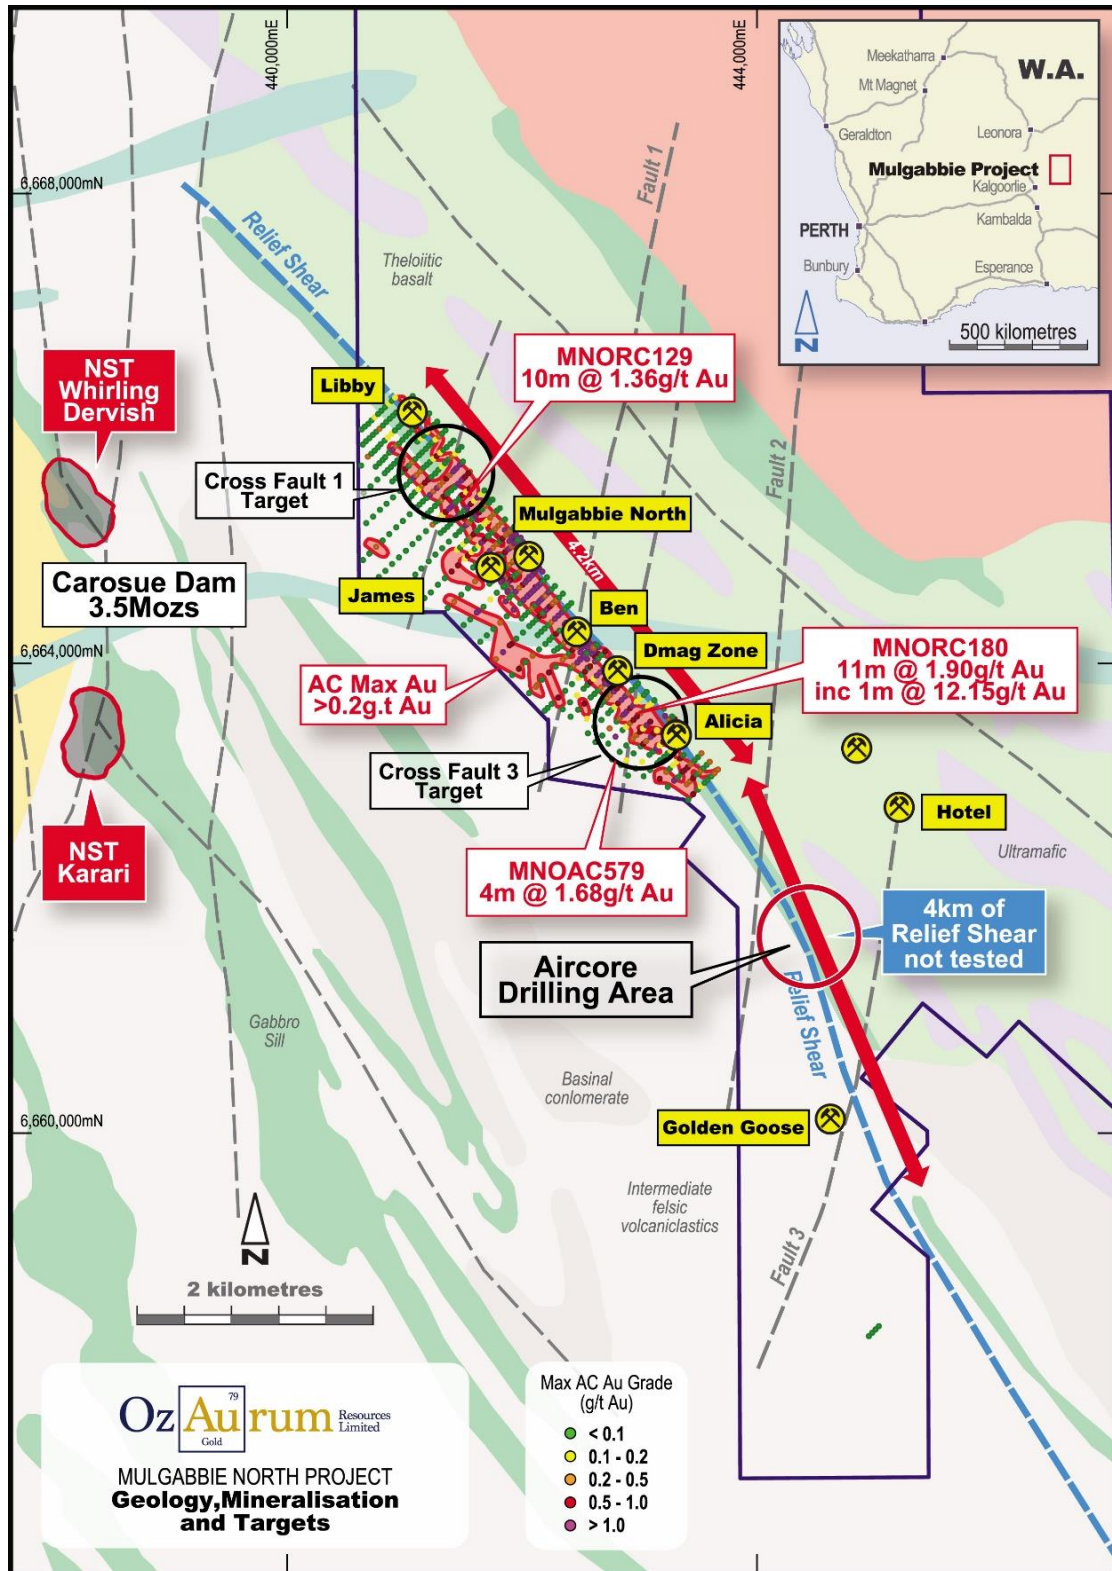 440,000mE
444,000mE
Meekatharra
W.A.
Mt Magnet
Geraldton
Leonora
Mulgabbie Project
Kalgoorlie
Kambalda
PERTH
Bunbury
Esperance
N
500 kilometres
6,668,000mN
Fault 1
Relief Shear
Theloiitic
basalt
NST
Whirling
Dervish
Libby
MNORC129
10m @ 1.36g/t Au
Fault 2
Cross Fault 1
Target
Mulgabbie North
4.2km
Carosue Dam
3.5Mozs
James
Ben
Dmag Zone
6,664,000mN
AC Max Au
>0.2g.t Au
MNORC180
11m @ 1.90g/t Au
inc 1m @ 12.15g/t Au
Alicia
Cross Fault 3
Target
Hotel
NST
Karari
MNOAC579
4m @ 1.68g/t Au
Ultramafic
4km of
Relief Shear
not tested
Aircore
Drilling Area
Relief Shear
Gabbro
Sill
Basinal
conlomerate
6,660,000mN
Golden Goose
Intermediate
felsic
volcaniclastics
Fault 3
N
2 kilometres
Oz Aurum Resources
Limited
79
Gold
MULGABBIE NORTH PROJECT
Geology,Mineralisation
and Targets
Max AC Au Grade
(g/t Au)
< 0.1
0.1 - 0.2
0.2 - 0.5
0.5 - 1.0
> 1.0